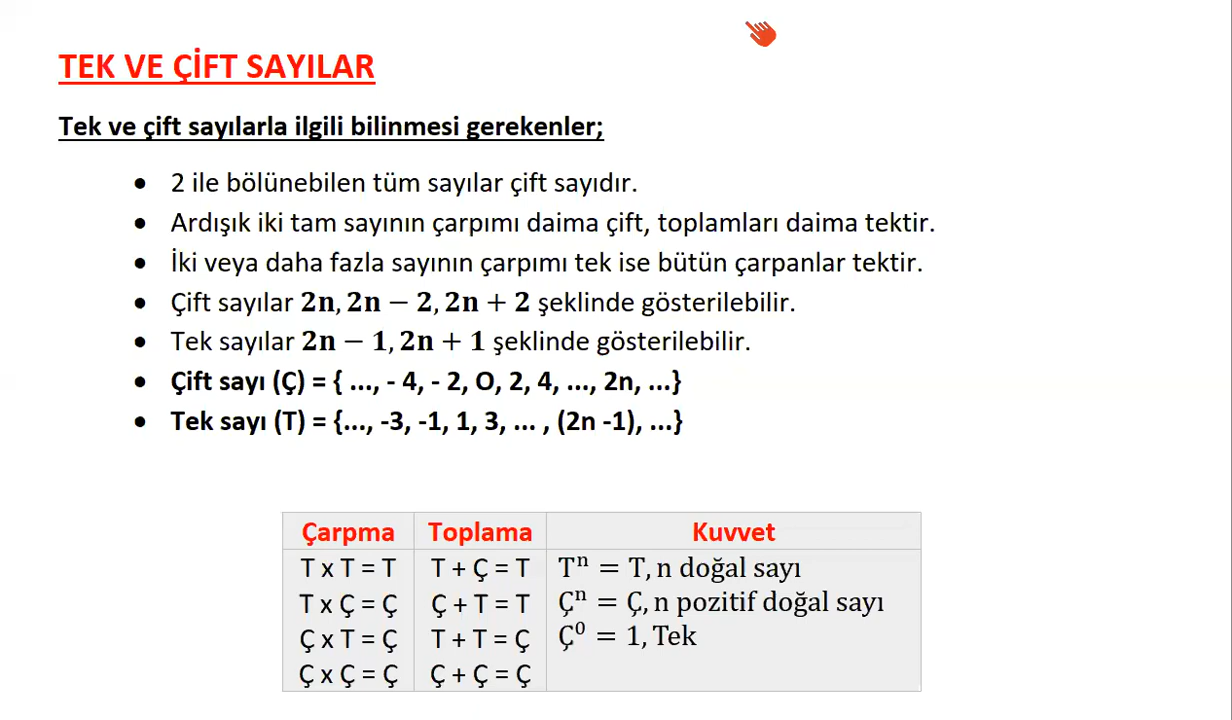 TEK VE ÇİFT SAYILAR
Tek ve çift sayılarla ilgili bilinmesi gerekenler;
• 2 ile bölünebilen tüm sayılar çift sayıdır.
• Ardışık iki tam sayının çarpımı daima çift, toplamları daima tektir.
• İki veya daha fazla sayının çarpımı tek ise bütün çarpanlar tektir.
• Çift sayılar 2n, 2n − 2, 2n + 2 şeklinde gösterilebilir.
• Tek sayılar 2n − 1, 2n + 1 şeklinde gösterilebilir.
• Çift sayı (Ç) = { ..., - 4, - 2, O, 2, 4, ..., 2n, ...}
• Tek sayı (T) = {..., -3, -1, 1, 3, ... , (2n -1), ...}
Çarpma Toplama Kuvvet
T x T = T T + Ç = T Tⁿ = T, n doğal sayı
T x Ç = Ç Ç + T = T Çⁿ = Ç, n pozitif doğal sayı
Ç x T = Ç T + T = Ç Ç⁰ = 1, Tek
Ç x Ç = Ç Ç + Ç = Ç